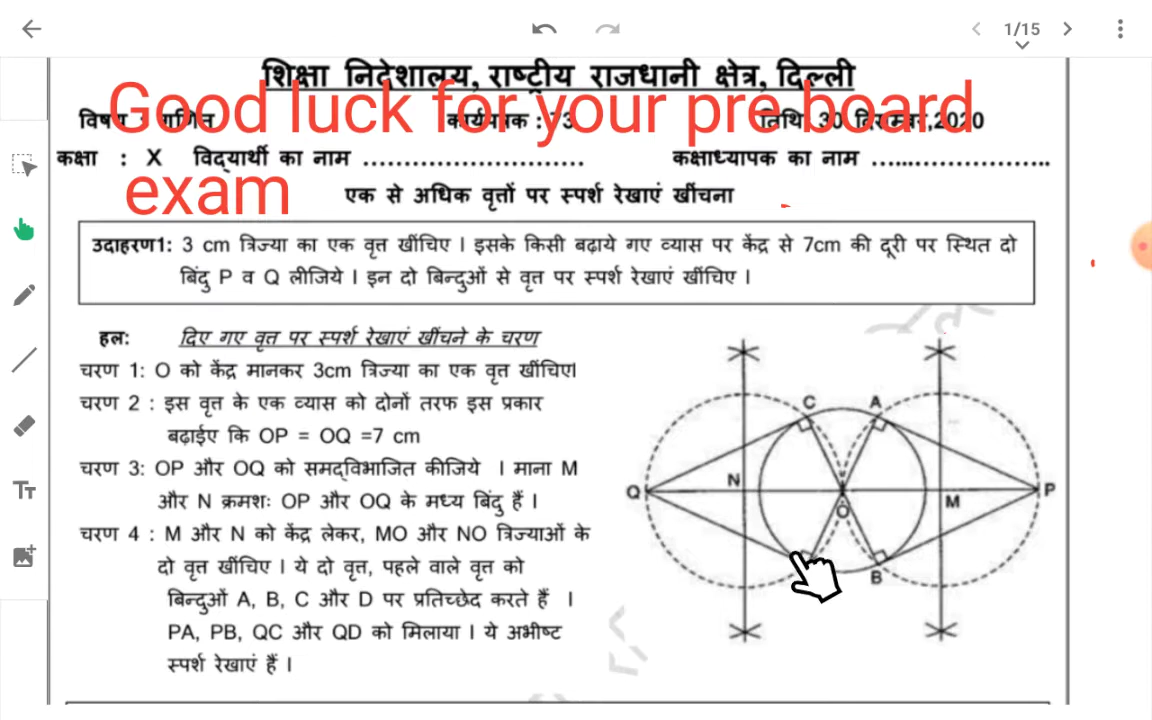 1/15
शिक्षा निदेशालय, राष्ट्रीय राजधानी क्षेत्र, दिल्ली
Good luck for your pre board
exam
कक्षा : X विद्यार्थी का नाम ........................... कक्षाध्यापक का नाम ........................
एक से अधिक वृत्तों पर स्पर्श रेखाएं खींचना
उदाहरण1: 3 cm त्रिज्या का एक वृत्त खींचिए । इसके किसी बढ़ाये गए व्यास पर केंद्र से 7cm की दूरी पर स्थित दो
बिंदु P व Q लीजिये । इन दो बिन्दुओं से वृत्त पर स्पर्श रेखाएं खींचिए ।
हल: दिए गए वृत्त पर स्पर्श रेखाएं खींचने के चरण
चरण 1: O को केंद्र मानकर 3cm त्रिज्या का एक वृत्त खींचिए।
चरण 2 : इस वृत्त के एक व्यास को दोनों तरफ इस प्रकार
बढ़ाईए कि OP = OQ =7 cm
चरण 3: OP और OQ को समद्विभाजित कीजिये । माना M
और N क्रमशः OP और OQ के मध्य बिंदु हैं ।
चरण 4 : M और N को केंद्र लेकर, MO और NO त्रिज्याओं के
दो वृत्त खींचिए । ये दो वृत्त, पहले वाले वृत्त को
बिन्दुओं A, B, C और D पर प्रतिच्छेद करते हैं ।
PA, PB, QC और QD को मिलाया । ये अभीष्ट
स्पर्श रेखाएं हैं ।
C A
N
Q P
M
O
B
Tт